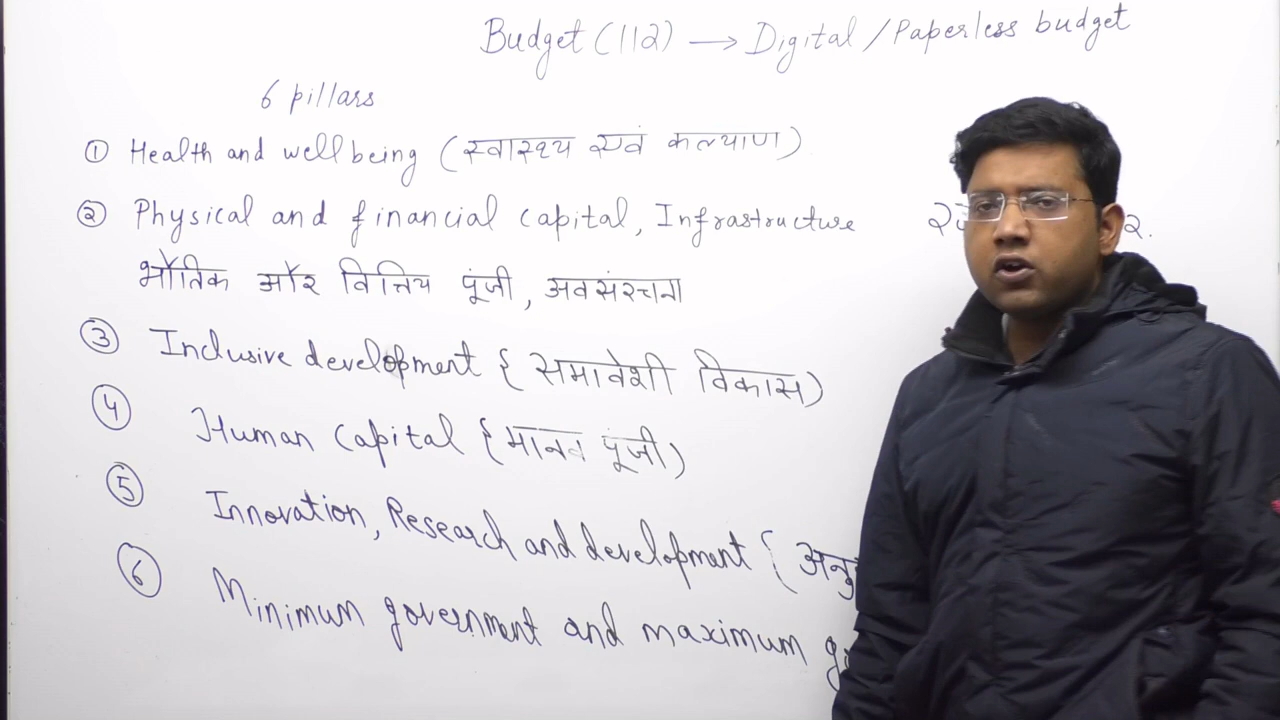 Budget (112) → Digital / Paperless budget
6 pillars
① Health and wellbeing (स्वास्थ्य एवं कल्याण)
② Physical and financial capital, Infrastructure
भौतिक और वित्तिय पूंजी, अवसंरचना
③ Inclusive development { समावेशी विकास)
④ Human Capital { मानव पूंजी)
⑤ Innovation, Research and development {
⑥ Minimum government and maximum